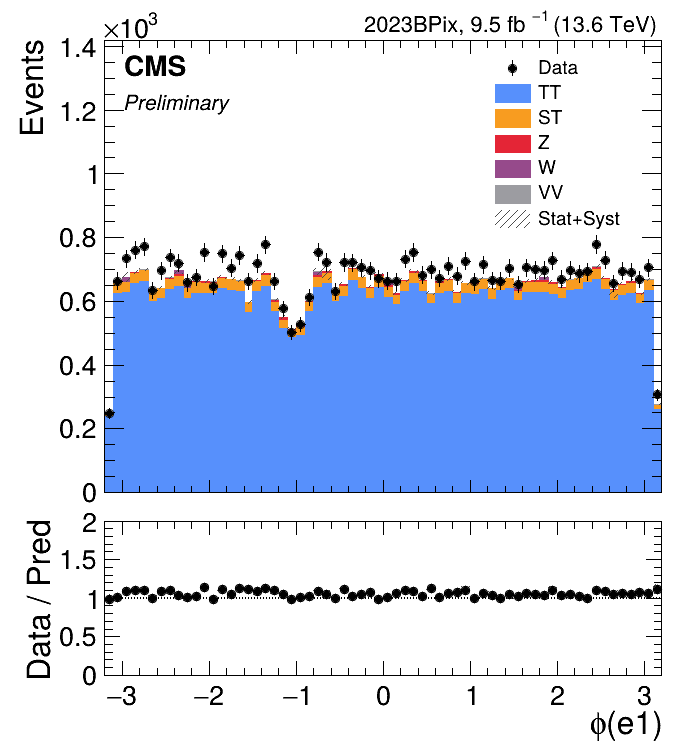 ×10³
2023BPix, 9.5 fb⁻¹ (13.6 TeV)
CMS
Preliminary
Events
1.4
1.2
1
0.8
0.6
0.4
0.2
0
Data
TT
ST
Z
W
VV
Stat+Syst
Data / Pred
2
1.5
1
0.5
0
−3 −2 −1 0 1 2 3
ϕ(e1)